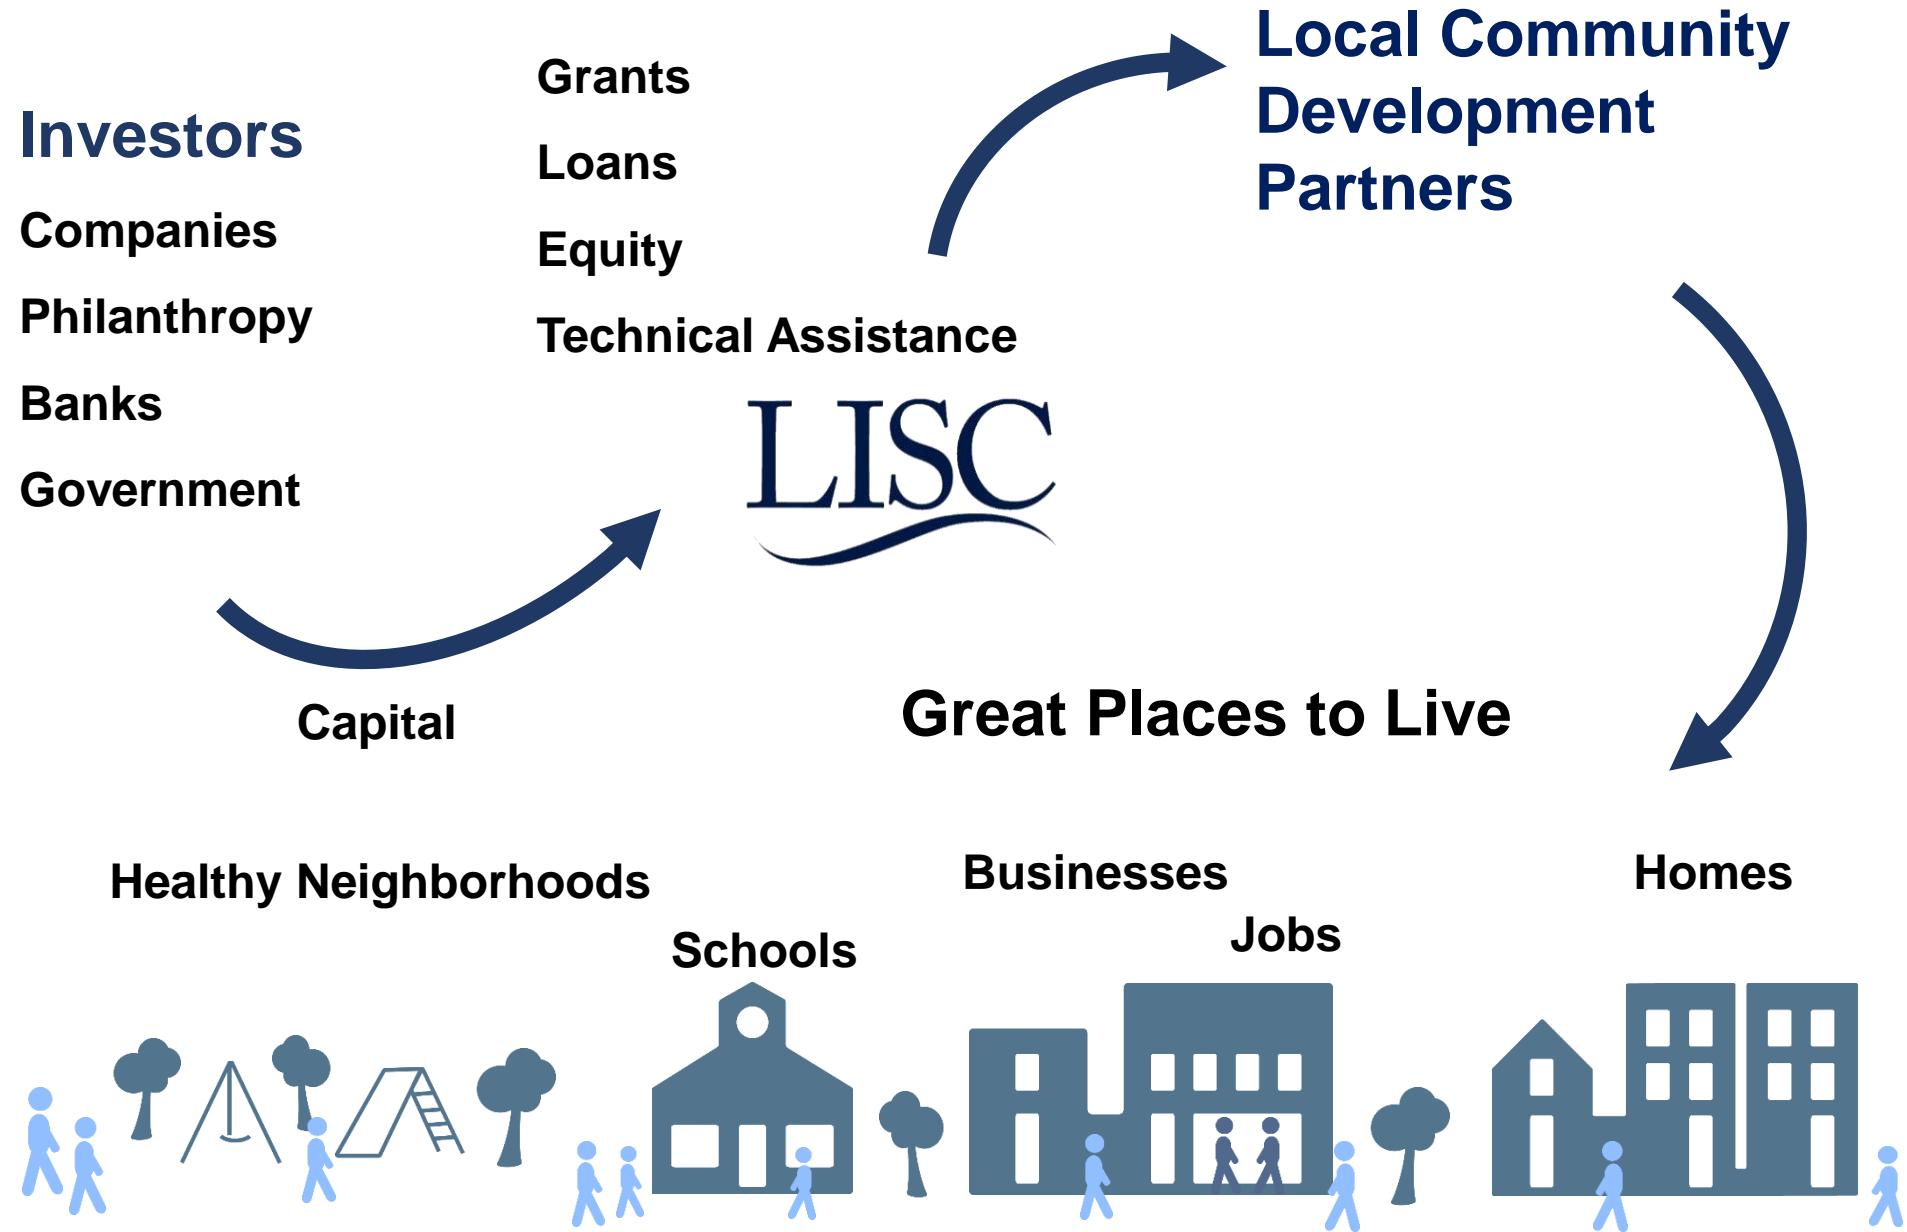 Investors
Companies
Philanthropy
Banks
Government
Capital
Grants
Loans
Equity
Technical Assistance
LISC
Local Community
Development
Partners
Great Places to Live
Healthy Neighborhoods
Schools
Businesses
Jobs
Homes